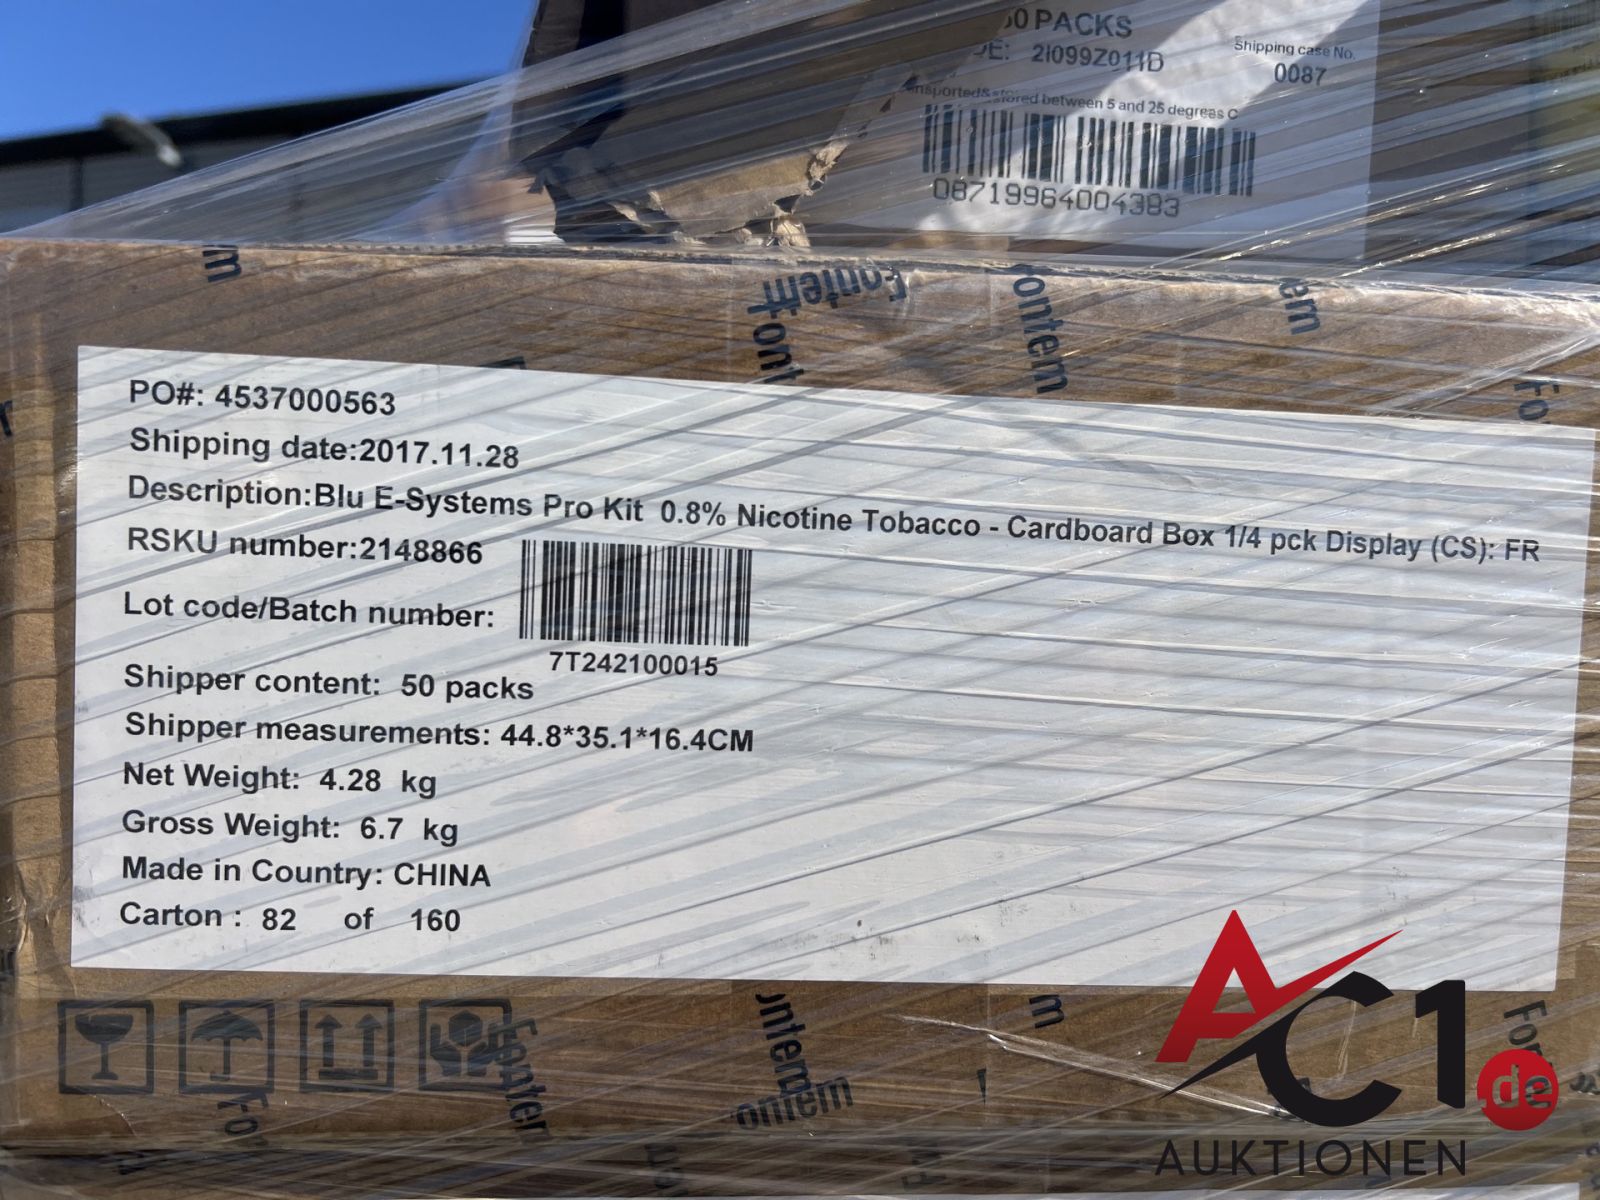 0 PACKS
DE: 2I099Z011D
Shipping case No.
0087
stored between 5 and 25 degreas C
08719964004383
Fontem
Fontem
PO#: 4537000563
Shipping date:2017.11.28
Description:Blu E-Systems Pro Kit 0.8% Nicotine Tobacco - Cardboard Box 1/4 pck Display (CS): FR
RSKU number:2148866
Lot code/Batch number:
7T242100015
Shipper content: 50 packs
Shipper measurements: 44.8*35.1*16.4CM
Net Weight: 4.28 kg
Gross Weight: 6.7 kg
Made in Country: CHINA
Carton : 82 of 160
AC1.de
AUKTIONEN